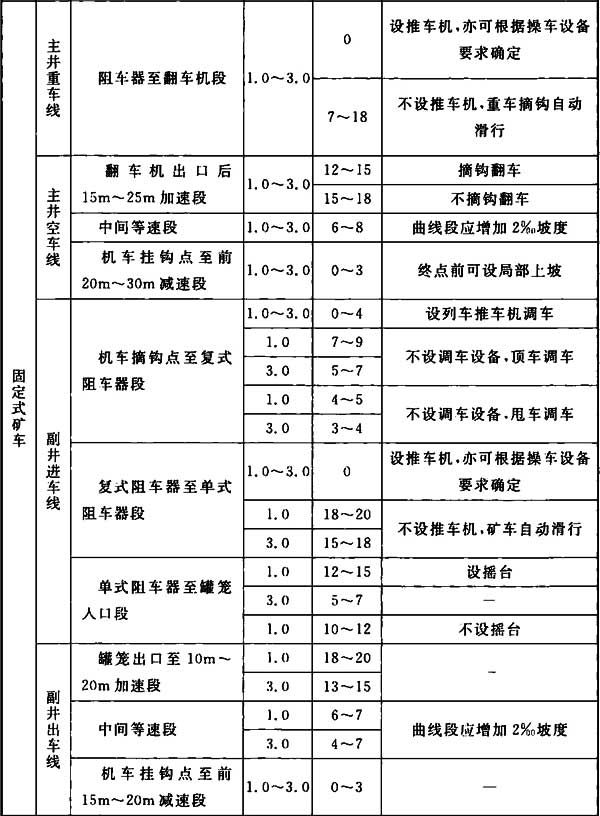 固定式矿车
主井重车线
阻车器至翻车机段
1.0～3.0
0
设推车机,亦可根据操车设备
要求确定
7～18
不设推车机,重车摘钩自动
滑行
主井空车线
翻车机出口后
15m～25m加速段
1.0～3.0
12～15
摘钩翻车
15～18
不摘钩翻车
中间等速段
1.0～3.0
6～8
曲线段应增加2‰坡度
机车挂钩点至前
20m～30m减速段
1.0～3.0
0～3
终点前可设局部上坡
副井进车线
机车摘钩点至复式
阻车器段
1.0～3.0
0～4
设列车推车机调车
1.0
7～9
不设调车设备,顶车调车
3.0
5～7
1.0
4～5
不设调车设备,甩车调车
3.0
3～4
复式阻车器至单式
阻车器段
1.0～3.0
0
设推车机,亦可根据操车设备
要求确定
1.0
18～20
不设推车机,矿车自动滑行
3.0
15～18
单式阻车器至罐笼
人口段
1.0
12～15
设摇台
3.0
5～7
—
1.0
10～12
不设摇台
副井出车线
罐笼出口至10m～
20m加速段
1.0
18～20
—
3.0
13～15
中间等速段
1.0
6～7
曲线段应增加2‰坡度
3.0
4～7
机车挂钩点至前
15m～20m减速段
1.0～3.0
0～3
—